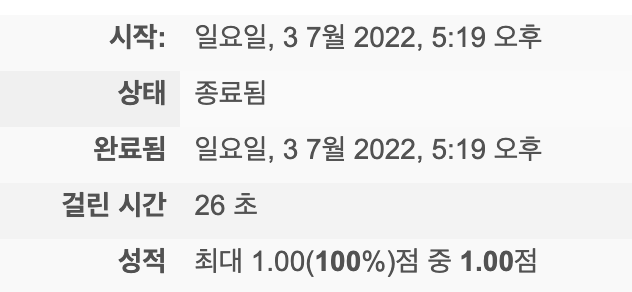 시작: 일요일, 3 7월 2022, 5:19 오후
상태 종료됨
완료됨 일요일, 3 7월 2022, 5:19 오후
걸린 시간 26 초
성적 최대 1.00(100%)점 중 1.00점